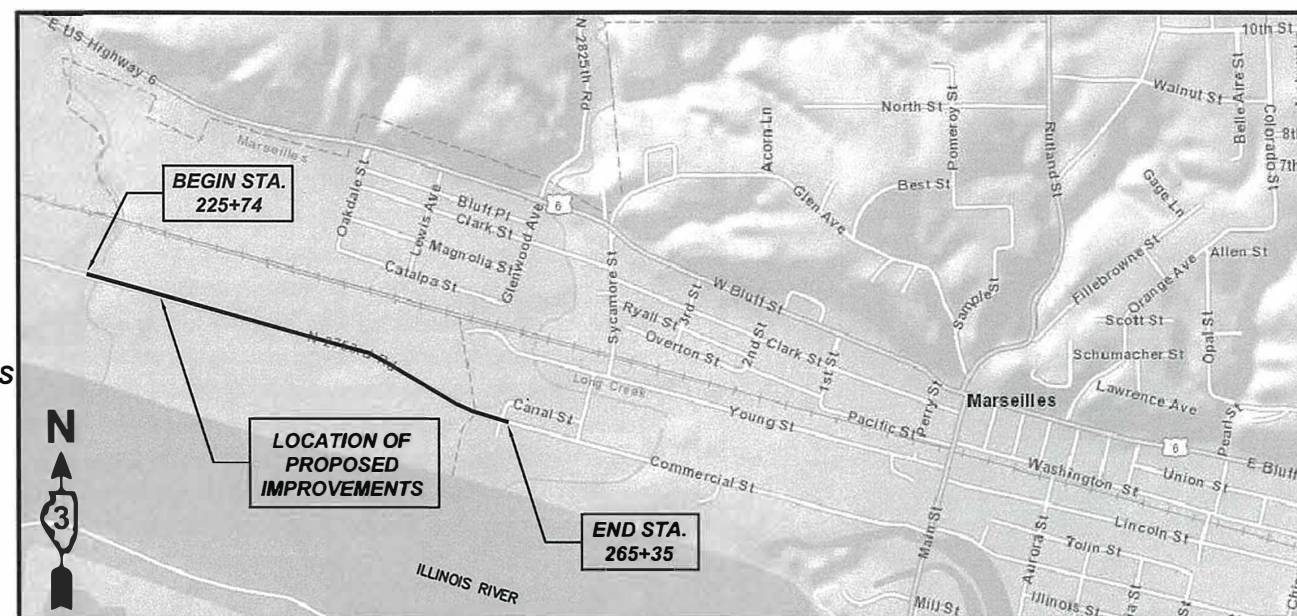 E US Highway 6
N 2825th Rd
10th St
Walnut St
Belle Aire St
Colorado St
8th
7th
North St
Pomeroy St
Rutland St
Acorn Ln
Marseilles
BEGIN STA.
225+74
Oakdale St
Lewis Ave
Bluff Pl
Clark St
Glenwood Ave
6
Best St
Glen Ave
Gage Ln
Magnolia St
Catalpa St
Sycamore St
W Bluff St
3rd St
Sample St
Fillebrowne St
Orange Ave
Allen St
Ryall St
Overton St
2nd St
Clark St
1st St
Scott St
Opal St
Schumacher St
S
Long Creek
Perry St
Marseilles
Lawrence Ave
Canal St
Young St
Pacific St
Pearl St
N
LOCATION OF
PROPOSED
IMPROVEMENTS
Commercial St
Washington St
6
Union St
E Bluff
3
END STA.
265+35
Lincoln St
Main St
Aurora St
Tolin St
ILLINOIS RIVER
Mill St
Illinois St